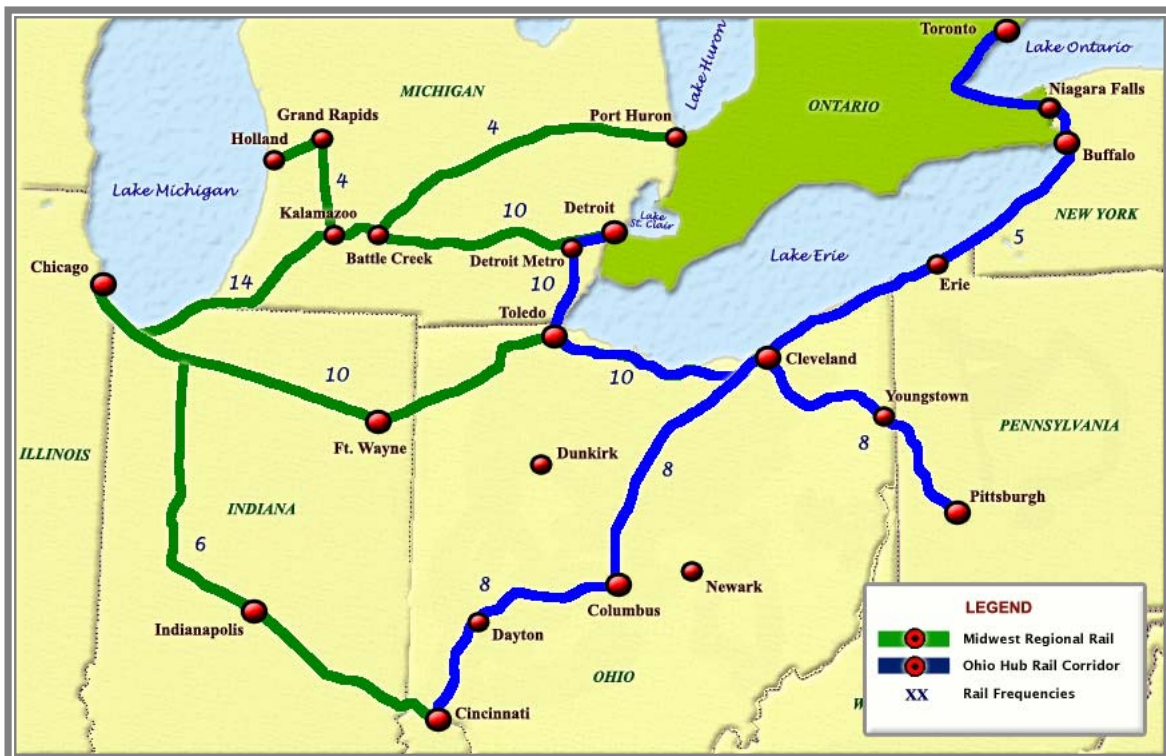 Toronto
Lake Ontario
Lake Huron
MICHIGAN
Niagara Falls
ONTARIO
Grand Rapids
Port Huron
4
Holland
Buffalo
Lake Michigan
4
Lake
St. Clair
Kalamazoo
10
Detroit
NEW YORK
5
Battle Creek
Detroit Metro
Lake Erie
Chicago
14
10
Erie
Toledo
Cleveland
10
10
Youngstown
PENNSYLVANIA
Ft. Wayne
8
ILLINOIS
Dunkirk
8
Pittsburgh
INDIANA
6
8
Newark
Columbus
Indianapolis
Dayton
OHIO
Cincinnati
W
LEGEND
Midwest Regional Rail
Ohio Hub Rail Corridor
XX Rail Frequencies